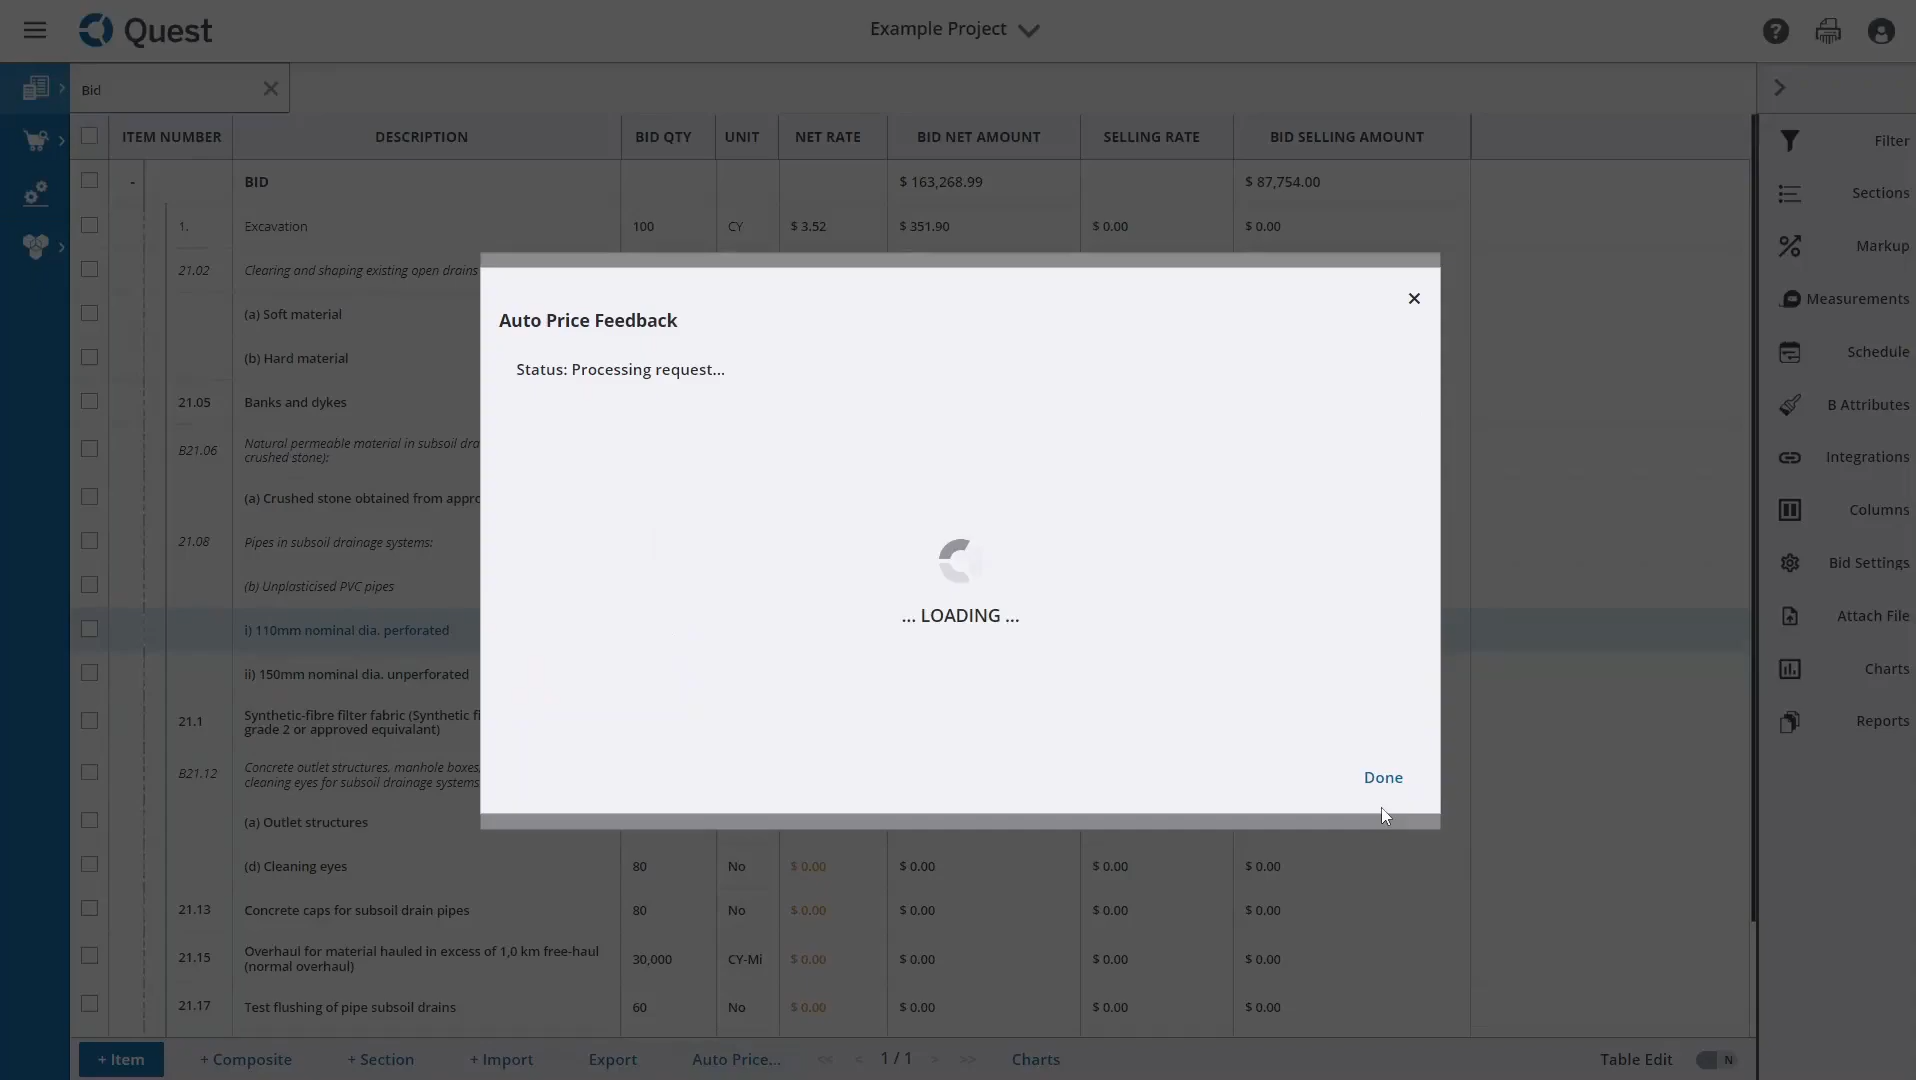 Quest
Example Project
Bid
ITEM NUMBER DESCRIPTION BID QTY UNIT NET RATE BID NET AMOUNT SELLING RATE BID SELLING AMOUNT
- BID $ 163,268.99 $ 87,754.00
1. Excavation 100 CY $ 3.52 $ 351.90 $ 0.00 $ 0.00
21.02 Clearing and shaping existing open drains
(a) Soft material
(b) Hard material
21.05 Banks and dykes
B21.06 Natural permeable material in subsoil dra
crushed stone):
(a) Crushed stone obtained from appro
21.08 Pipes in subsoil drainage systems:
(b) Unplasticised PVC pipes
i) 110mm nominal dia. perforated
ii) 150mm nominal dia. unperforated
21.1 Synthetic-fibre filter fabric (Synthetic fi
grade 2 or approved equivalant)
B21.12 Concrete outlet structures, manhole boxes,
cleaning eyes for subsoil drainage systems
(a) Outlet structures
(d) Cleaning eyes 80 No $ 0.00 $ 0.00 $ 0.00 $ 0.00
21.13 Concrete caps for subsoil drain pipes 80 No $ 0.00 $ 0.00 $ 0.00 $ 0.00
21.15 Overhaul for material hauled in excess of 1,0 km free-haul
(normal overhaul) 30,000 CY-Mi $ 0.00 $ 0.00 $ 0.00 $ 0.00
21.17 Test flushing of pipe subsoil drains 60 No $ 0.00 $ 0.00 $ 0.00 $ 0.00
Auto Price Feedback
Status: Processing request...
... LOADING ...
Done
Filter
Sections
Markup
Measurements
Schedule
B Attributes
Integrations
Columns
Bid Settings
Attach File
Charts
Reports
+ Item + Composite + Section + Import Export Auto Price... << < 1 / 1 > >> Charts Table Edit N